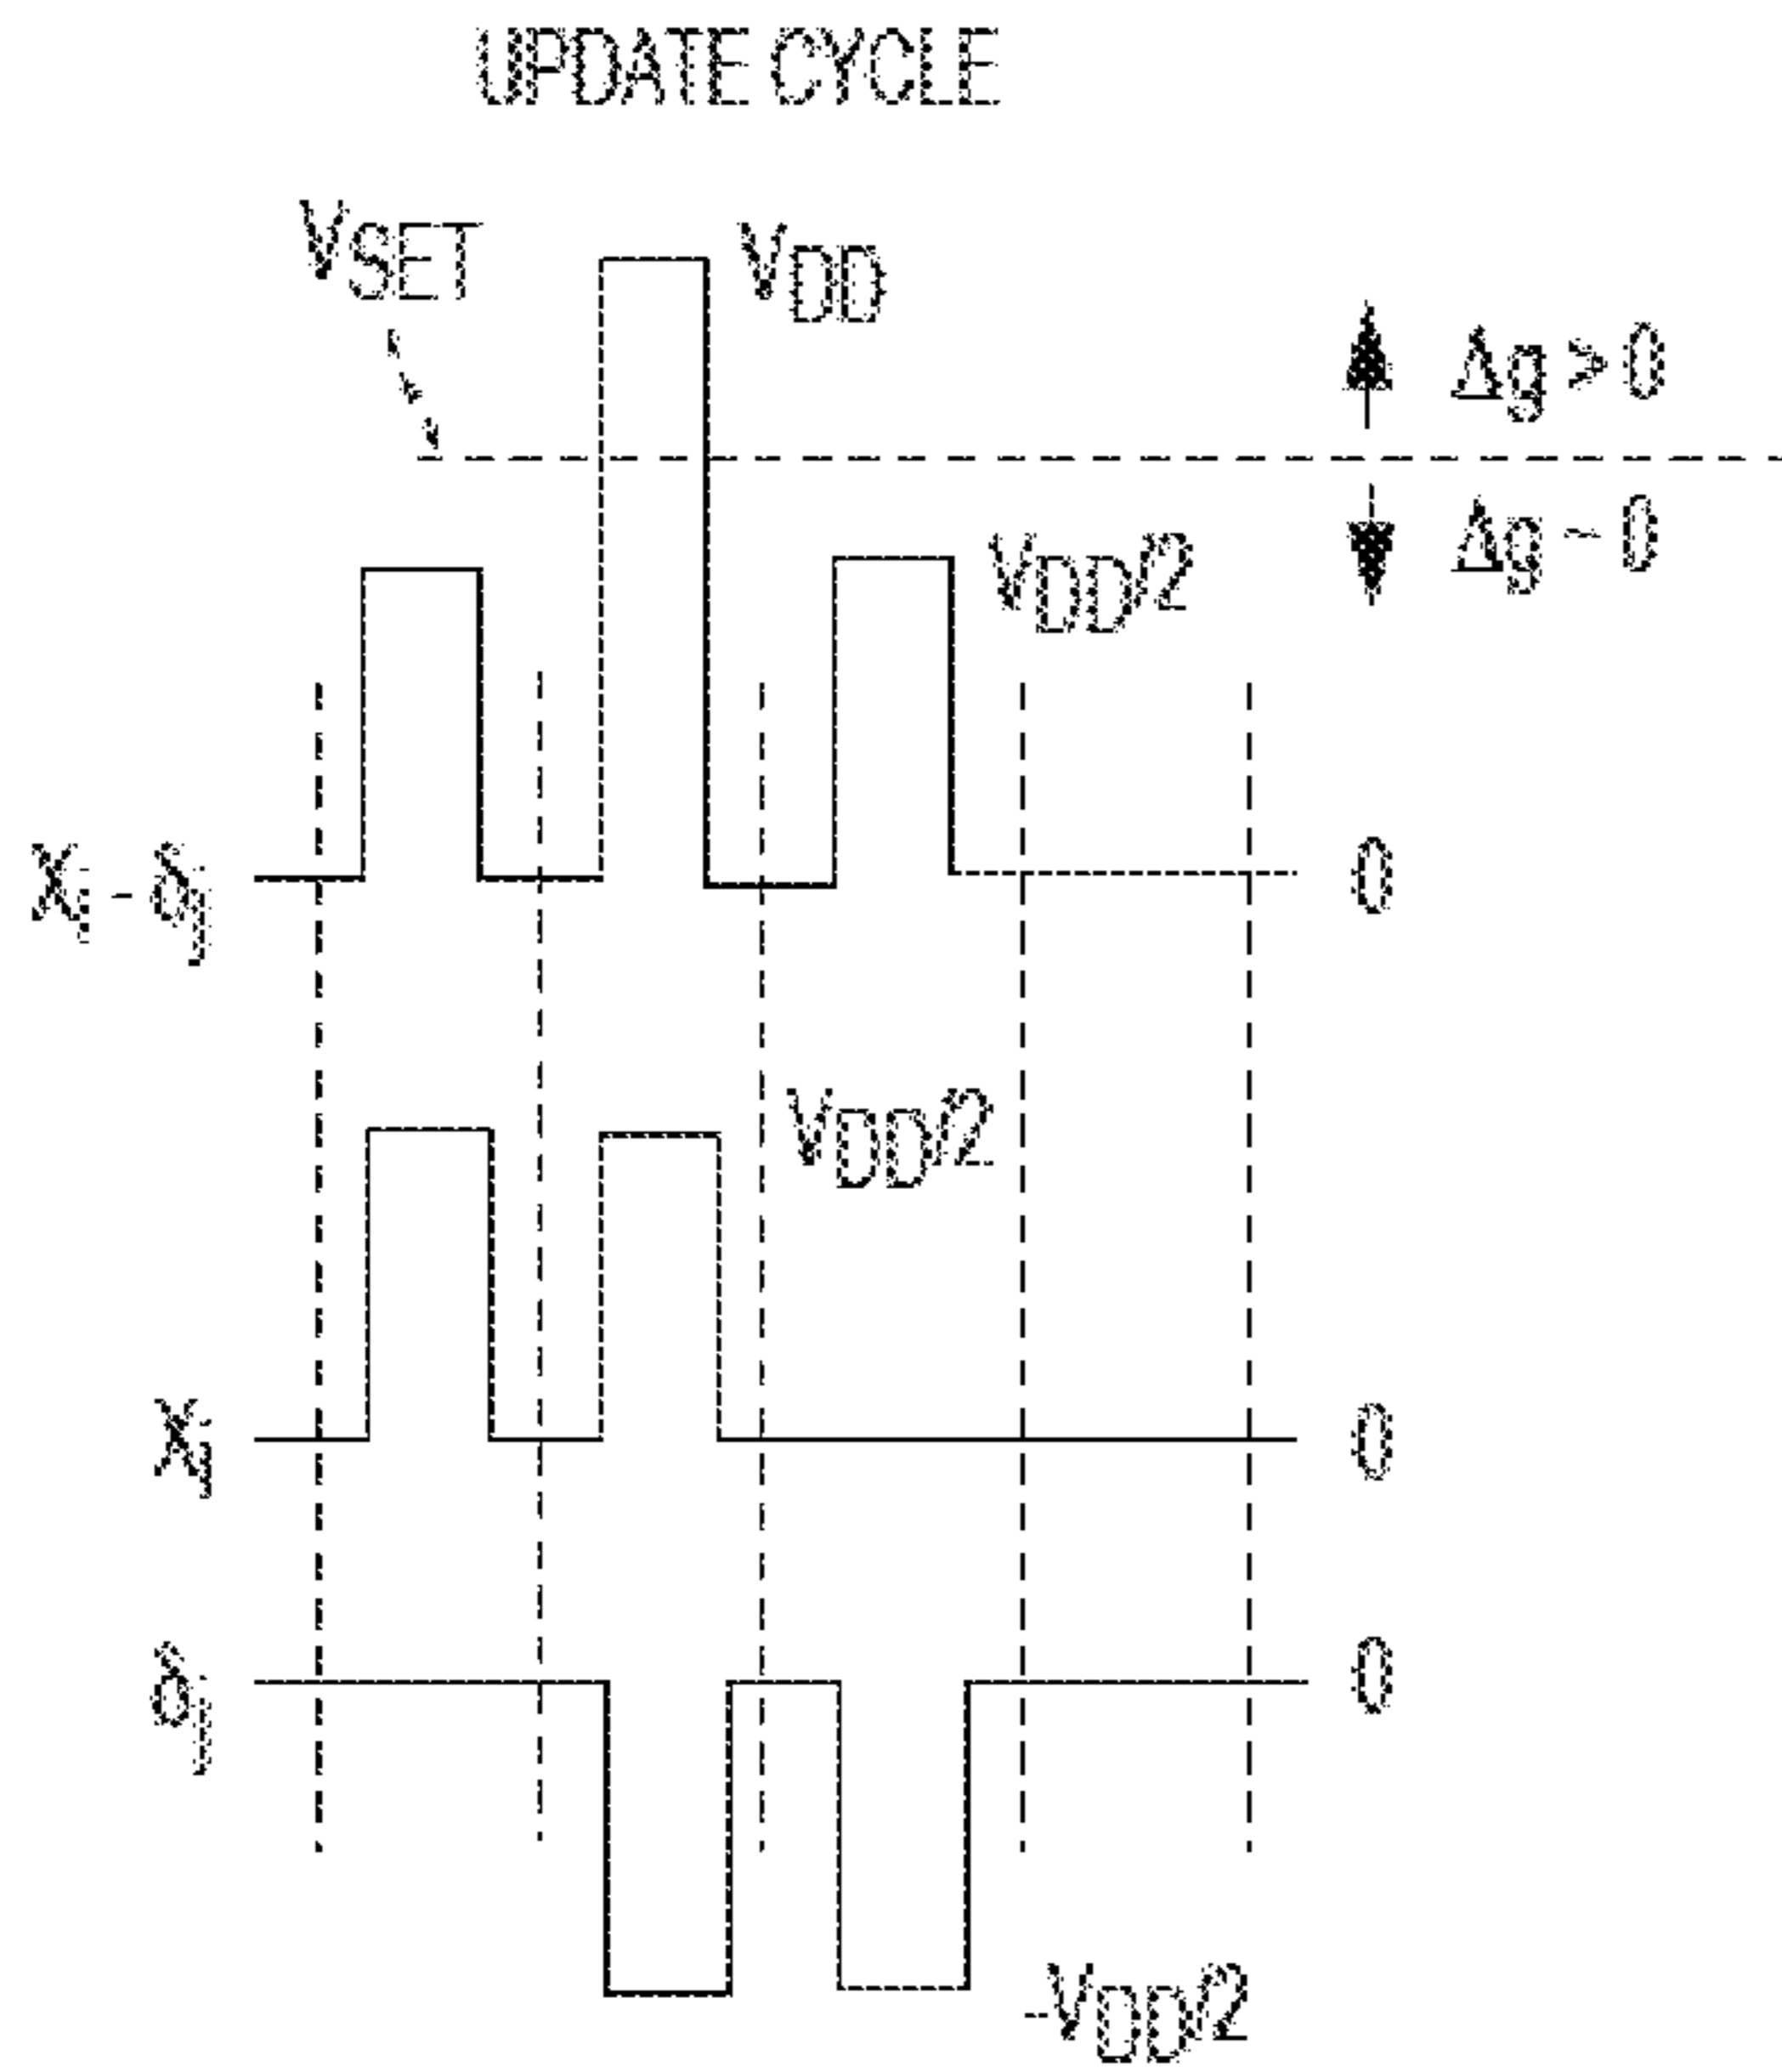 UPDATE CYCLE
VSET
VDD
Δg > 0
Δg ~ 0
VDD/2
Xi - δj
0
VDD/2
Xj
0
δj
0
-VDD/2